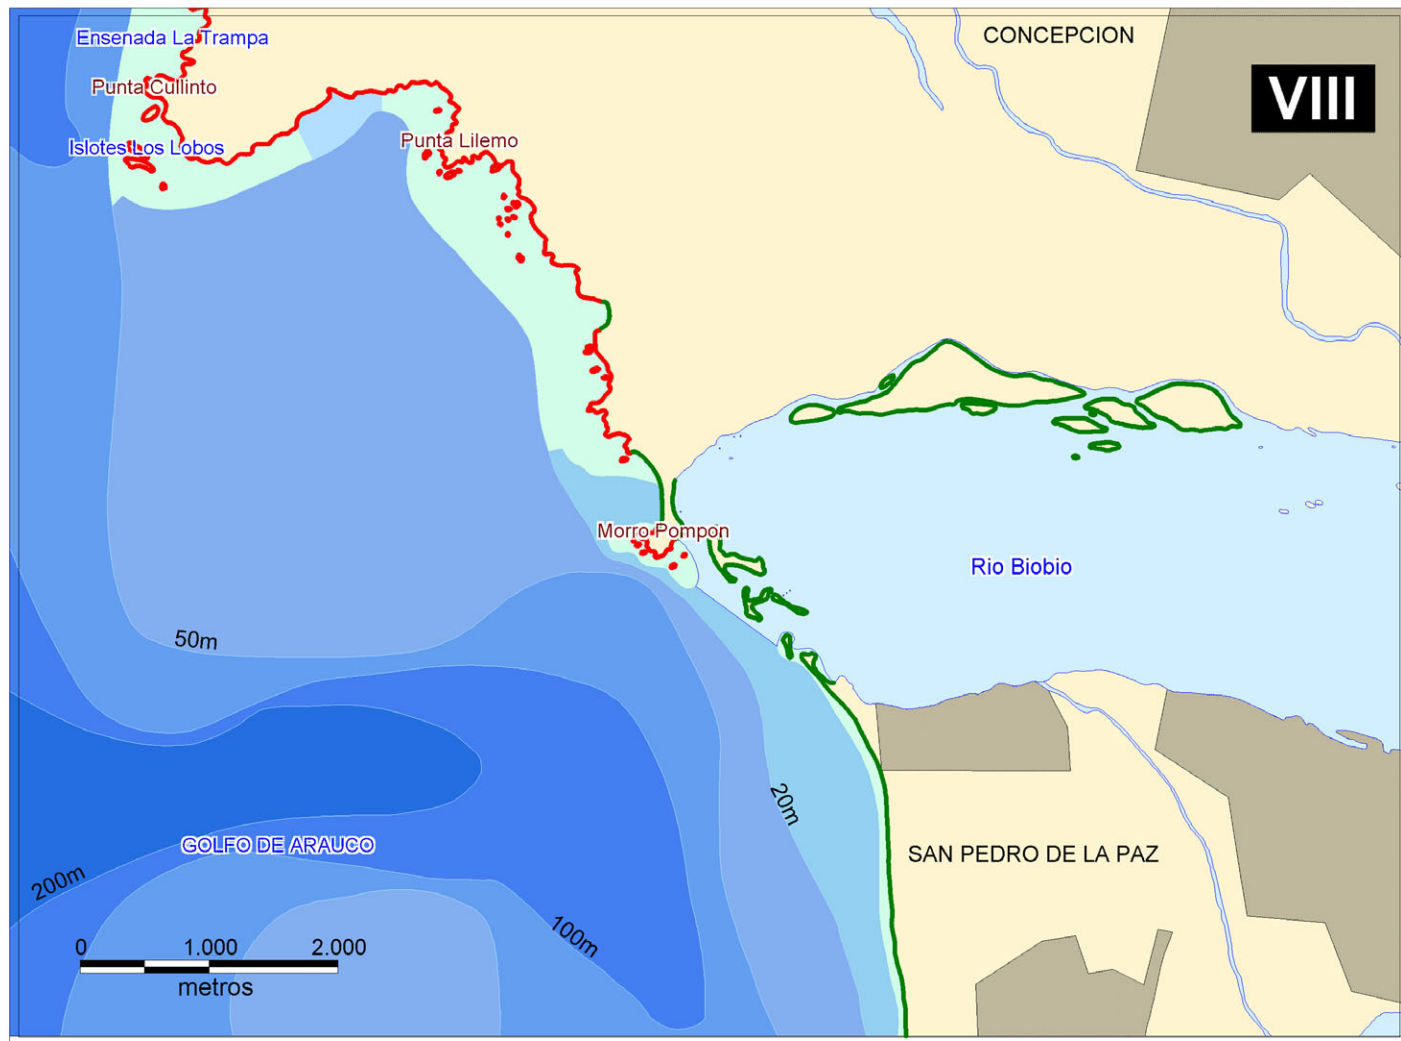 Ensenada La Trampa
CONCEPCION
Punta Cullinto
VIII
Islotes Los Lobos
Punta Lilemo
Morro Pompon
Rio Biobio
50m
20m
GOLFO DE ARAUCO
SAN PEDRO DE LA PAZ
200m
100m
0 1.000 2.000
metros